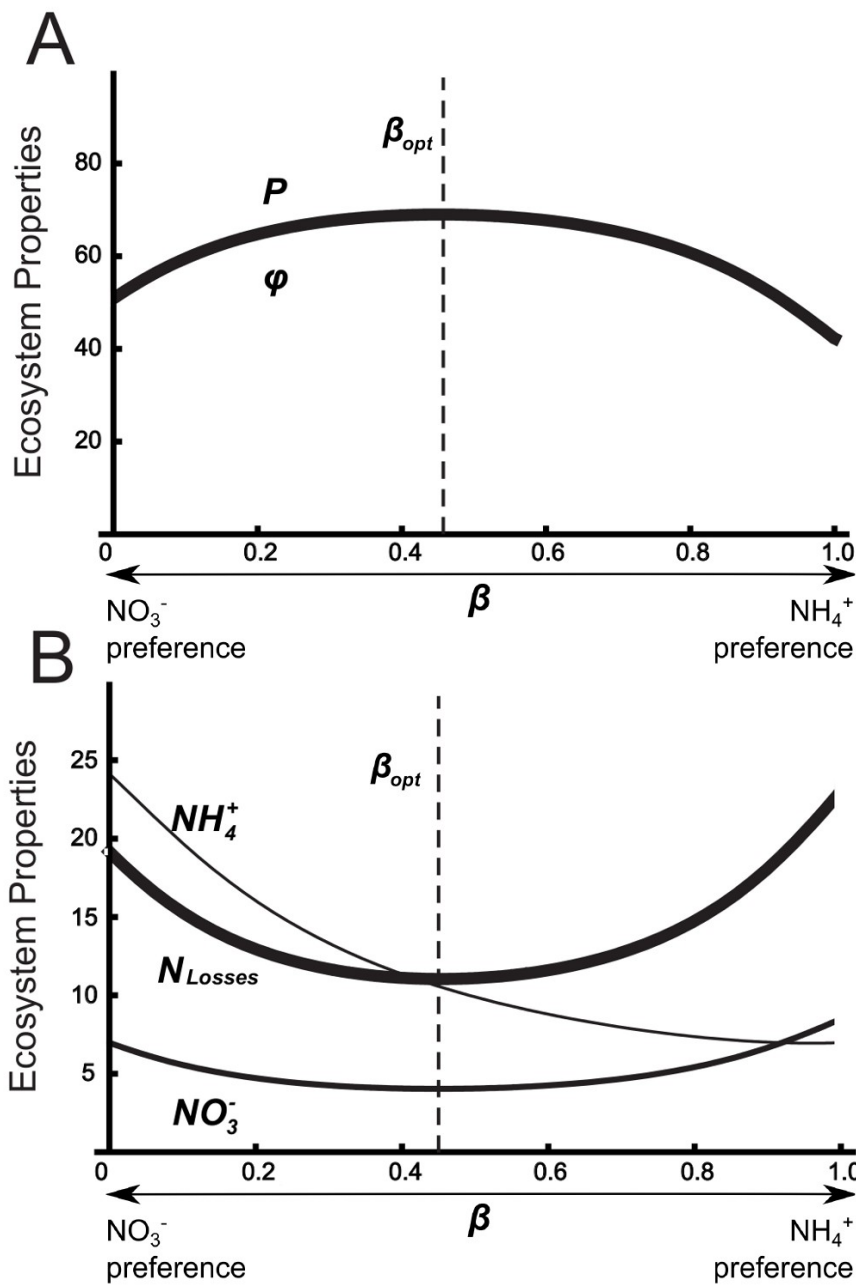 A
Ecosystem Properties
80
60
40
20
P
φ
β_opt
0 0.2 0.4 0.6 0.8 1.0
β
NO₃⁻ preference
NH₄⁺ preference
B
Ecosystem Properties
25
20
15
10
5
NH₄⁺
N_Losses
NO₃⁻
β_opt
0 0.2 0.4 0.6 0.8 1.0
β
NO₃⁻ preference
NH₄⁺ preference